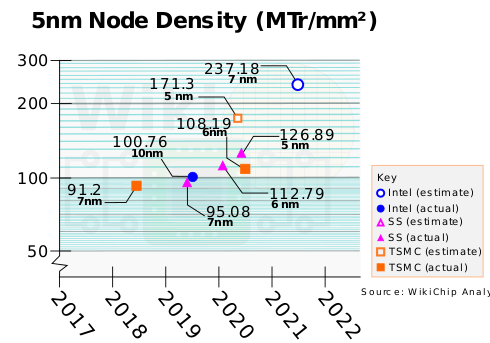 5nm Node Density (MTr/mm²)
300
237.18
7 nm
171.3
5 nm
200
108.19
6nm
126.89
5 nm
100.76
10nm
100
91.2
7nm
112.79
6 nm
95.08
7nm
50
Key
Intel (estimate)
Intel (actual)
SS (estimate)
SS (actual)
TSMC (estimate)
TSMC (actual)
Source: WikiChip Analy
2017
2018
2019
2020
2021
2022